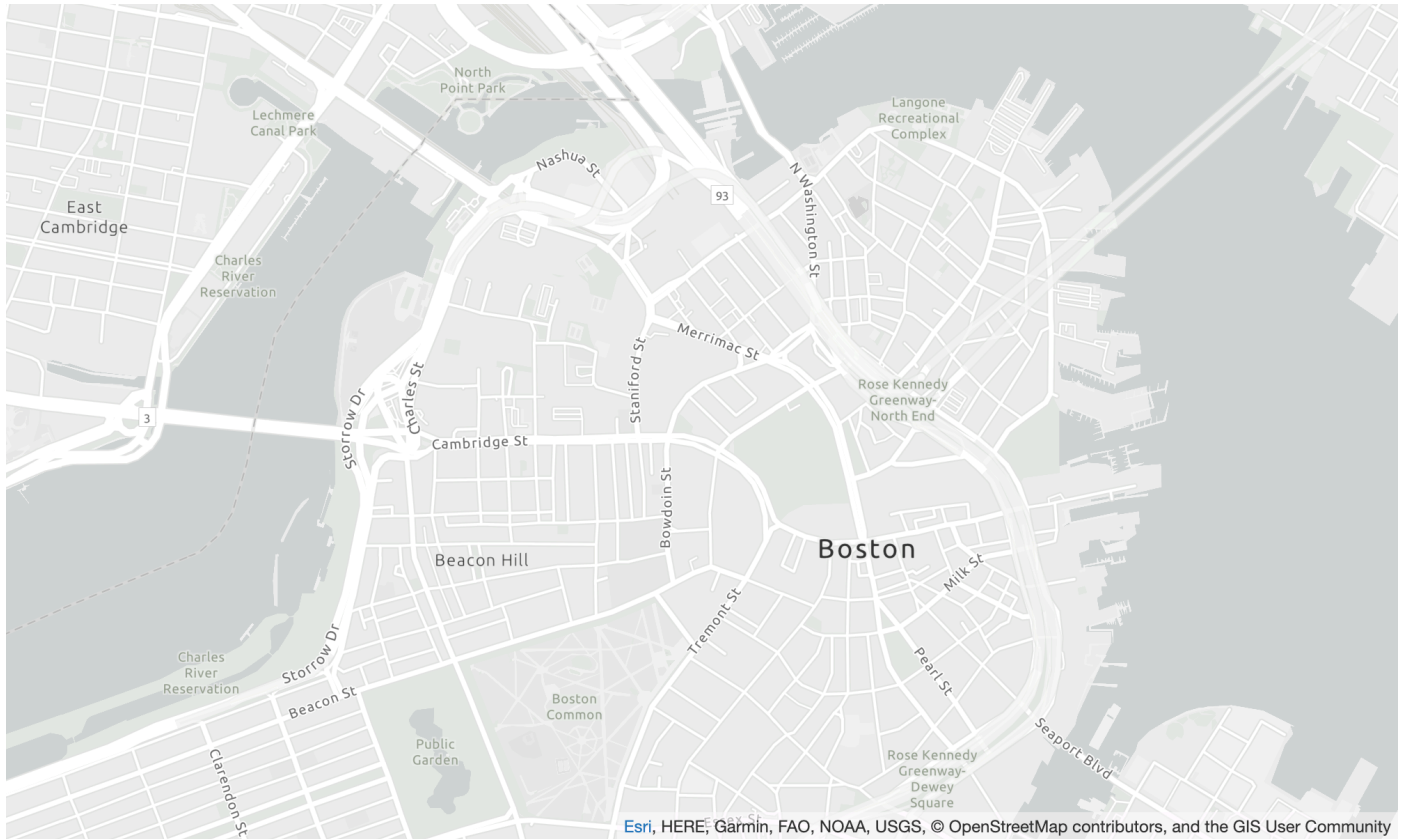 North
Point Park
Lechmere
Canal Park
Langone
Recreational
Complex
Nashua St
93
N Washington St
East
Cambridge
Charles
River
Reservation
Merrimac St
Staniford St
Charles St
Storrow Dr
Rose Kennedy
Greenway-
North End
3
Cambridge St
Bowdoin St
Boston
Beacon Hill
Milk St
Tremont St
Storrow Dr
Charles
River
Reservation
Pearl St
Beacon St
Boston
Common
Public
Garden
Clarendon St
Seaport Blvd
Rose Kennedy
Greenway-
Dewey
Square
Essex St
Esri, HERE, Garmin, FAO, NOAA, USGS, © OpenStreetMap contributors, and the GIS User Community